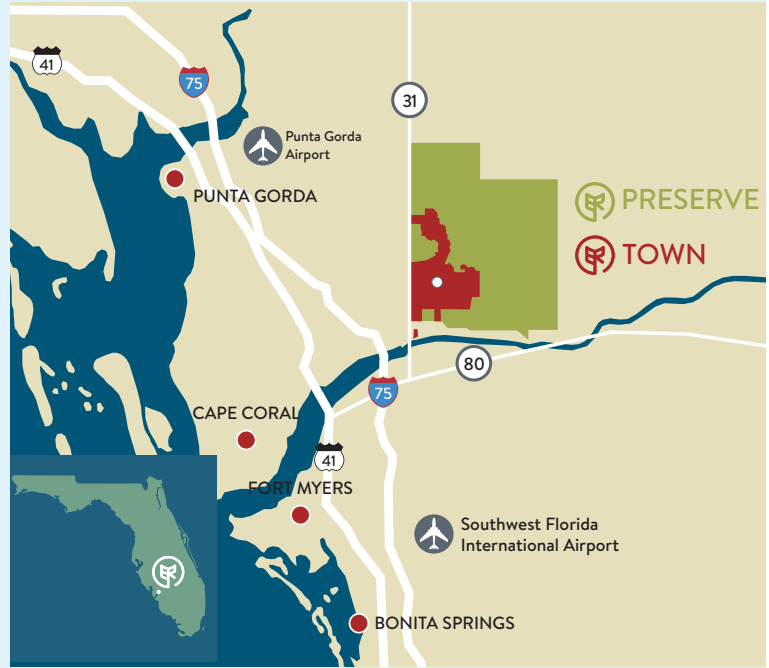 41
75
31
Punta Gorda
Airport
PUNTA GORDA
PRESERVE
TOWN
80
75
CAPE CORAL
41
FORT MYERS
Southwest Florida
International Airport
BONITA SPRINGS